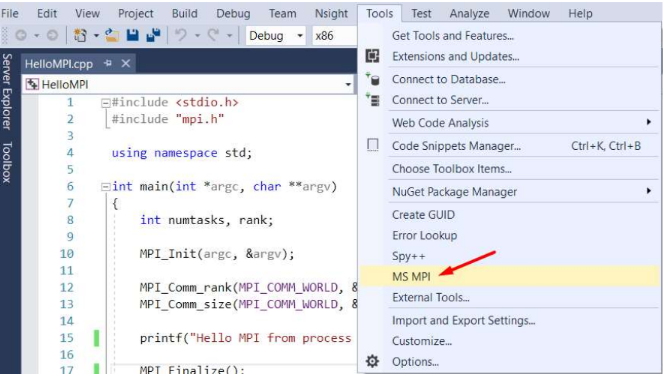 File Edit View Project Build Debug Team Nsight Tools Test Analyze Window Help
Debug x86
Server Explorer
Toolbox
HelloMPI.cpp
HelloMPI
1 #include <stdio.h>
2 #include "mpi.h"
3
4 using namespace std;
5
6 int main(int *argc, char **argv)
7 {
8 int numtasks, rank;
9
10 MPI_Init(argc, &argv);
11
12 MPI_Comm_rank(MPI_COMM_WORLD, &
13 MPI_Comm_size(MPI_COMM_WORLD, &
14
15 printf("Hello MPI from process
16
17 MPI_Finalize();
Get Tools and Features...
Extensions and Updates...
Connect to Database...
Connect to Server...
Web Code Analysis
Code Snippets Manager... Ctrl+K, Ctrl+B
Choose Toolbox Items...
NuGet Package Manager
Create GUID
Error Lookup
Spy++
MS MPI
External Tools...
Import and Export Settings...
Customize...
Options...